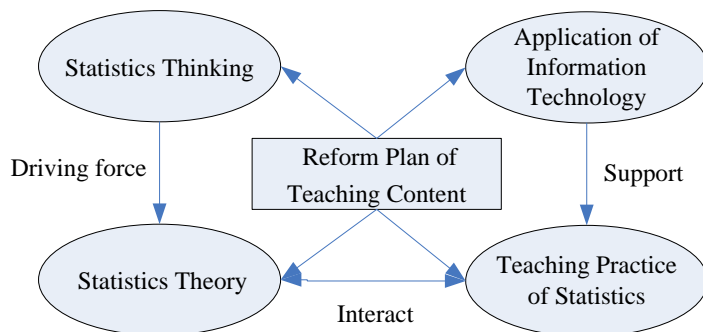 Statistics Thinking
Application of
Information
Technology
Driving force
Reform Plan of
Teaching Content
Support
Statistics Theory
Teaching Practice
of Statistics
Interact